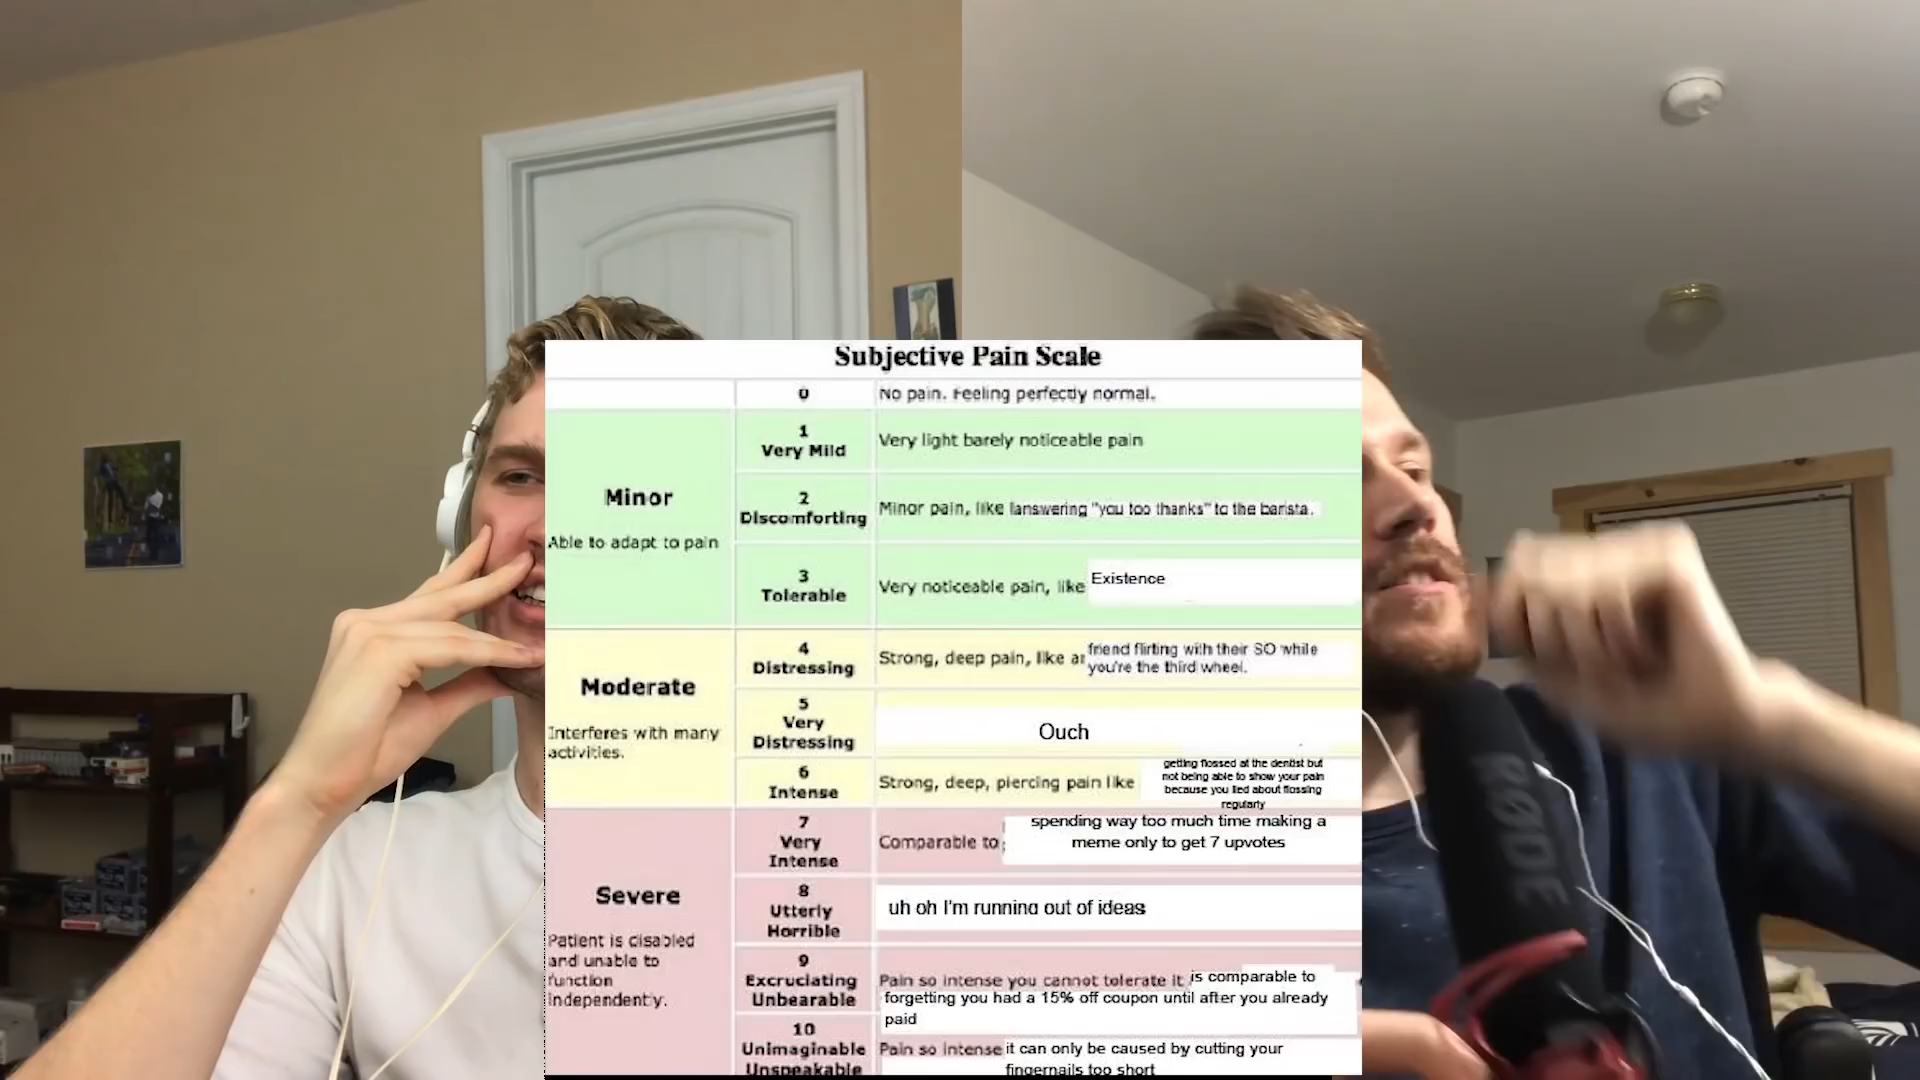 Subjective Pain Scale
0
No pain. Feeling perfectly normal.
Minor
Able to adapt to pain
1
Very Mild
Very light barely noticeable pain
2
Discomforting
Minor pain, like answering "you too thanks" to the barista.
3
Tolerable
Very noticeable pain, like Existence
Moderate
Interferes with many
activities.
4
Distressing
Strong, deep pain, like an friend flirting with their SO while
you're the third wheel.
5
Very
Distressing
Ouch
6
Intense
Strong, deep, piercing pain like getting flossed at the dentist but
not being able to show your pain
because you lied about flossing
regularly
Severe
Patient is disabled
and unable to
function
independently.
7
Very
Intense
Comparable to spending way too much time making a
meme only to get 7 upvotes
8
Utterly
Horrible
uh oh I'm running out of ideas
9
Excruciating
Unbearable
Pain so intense you cannot tolerate it is comparable to
forgetting you had a 15% off coupon until after you already
paid
10
Unimaginable
Unspeakable
Pain so intense it can only be caused by cutting your
fingernails too short
RØDE